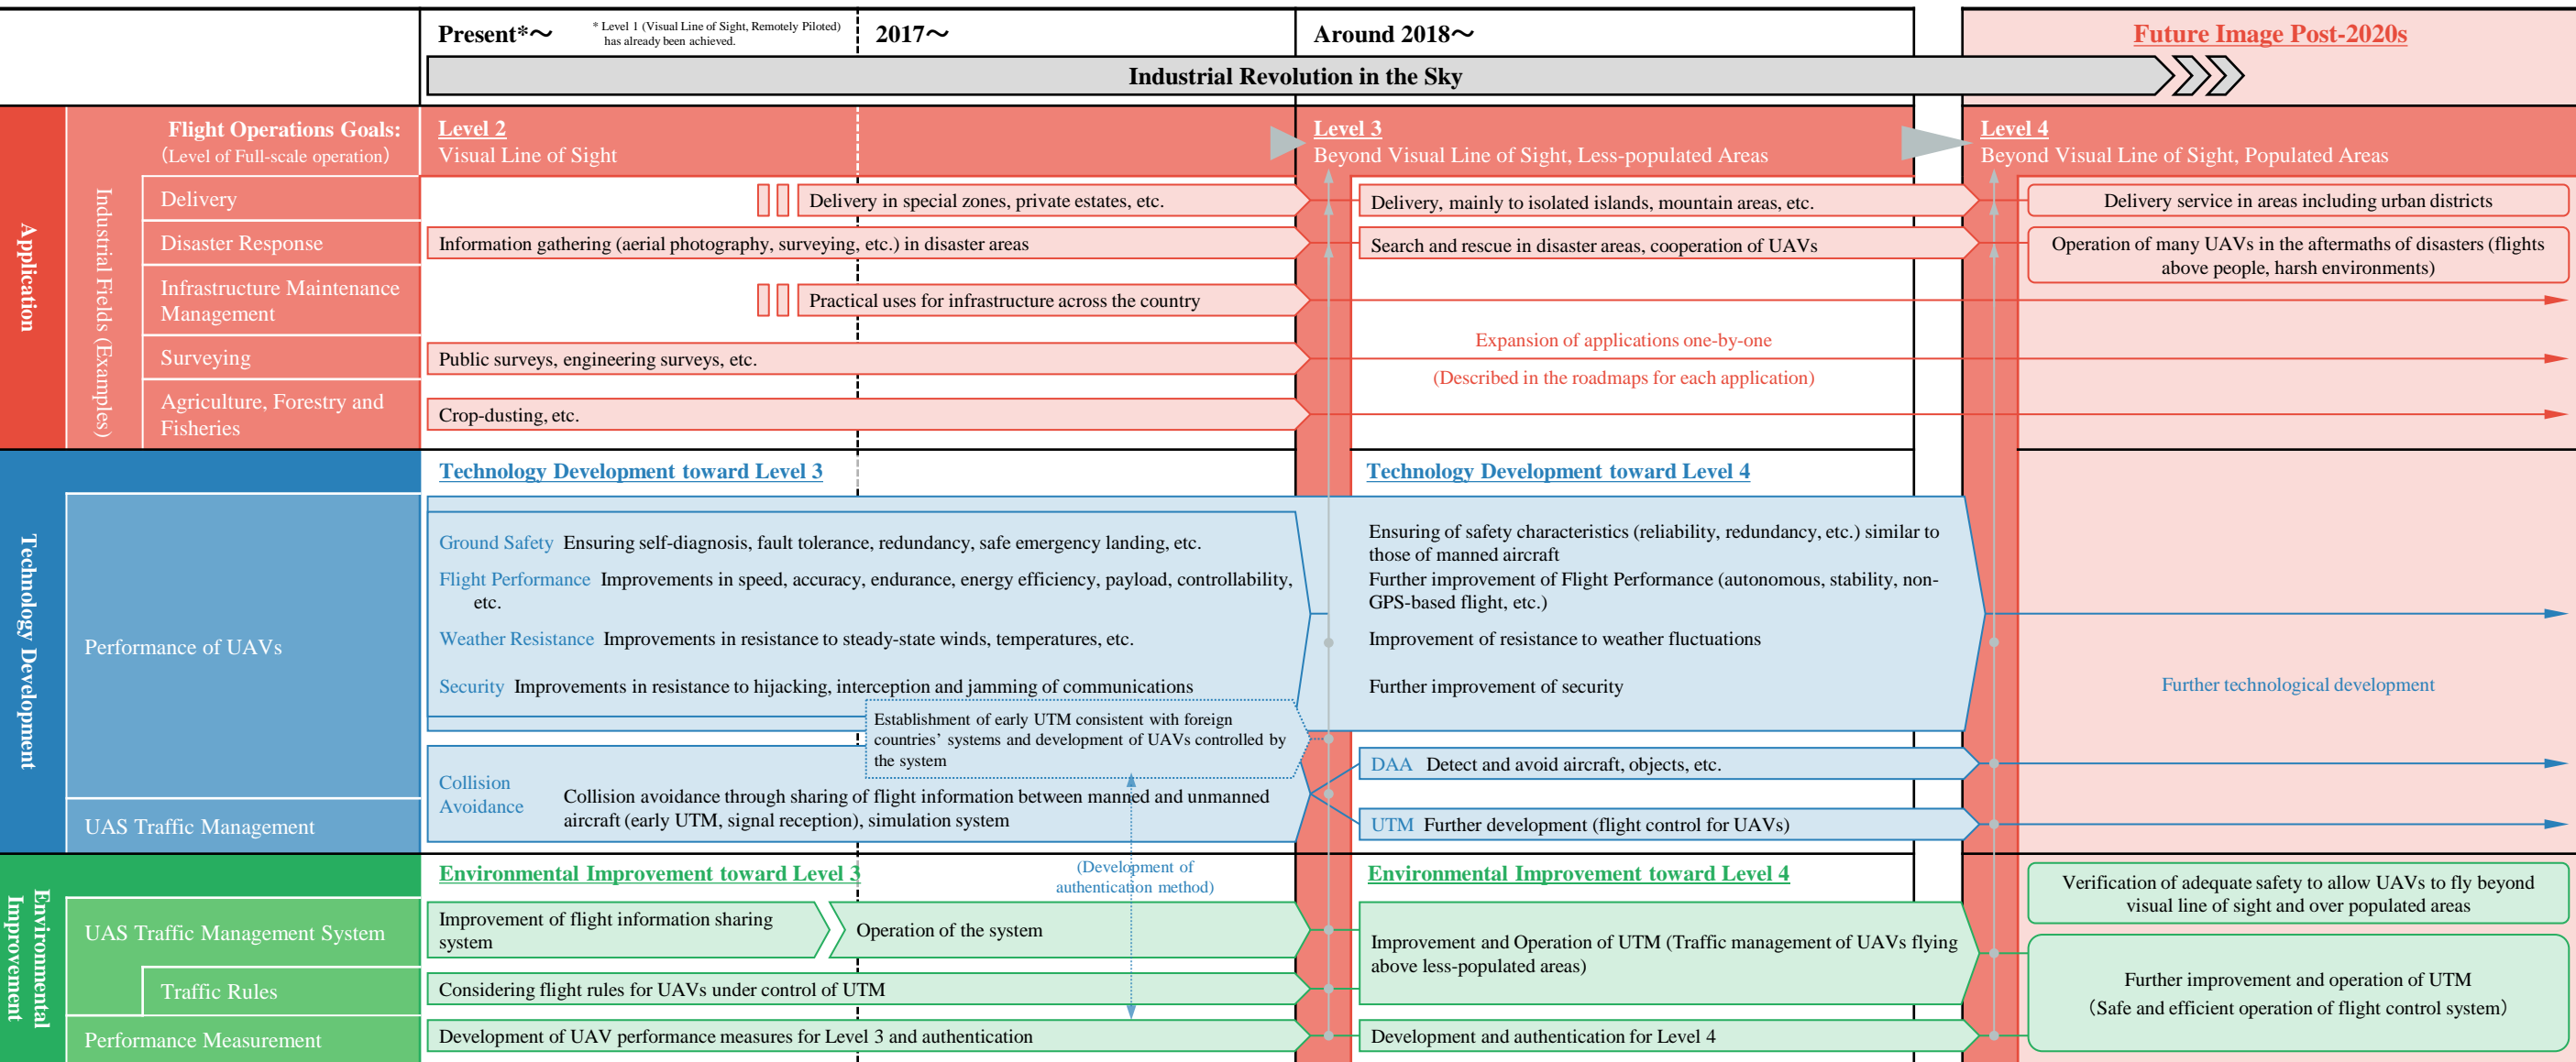 Present*～
* Level 1 (Visual Line of Sight, Remotely Piloted)
has already been achieved.
2017～
Around 2018～
Future Image Post-2020s
Industrial Revolution in the Sky
Application
Industrial Fields (Examples)
Flight Operations Goals:
（Level of Full-scale operation）
Level 2
Visual Line of Sight
Level 3
Beyond Visual Line of Sight, Less-populated Areas
Level 4
Beyond Visual Line of Sight, Populated Areas
Delivery
Delivery in special zones, private estates, etc.
Delivery, mainly to isolated islands, mountain areas, etc.
Delivery service in areas including urban districts
Disaster Response
Information gathering (aerial photography, surveying, etc.) in disaster areas
Search and rescue in disaster areas, cooperation of UAVs
Operation of many UAVs in the aftermaths of disasters (flights
above people, harsh environments)
Infrastructure Maintenance
Management
Practical uses for infrastructure across the country
Surveying
Public surveys, engineering surveys, etc.
Expansion of applications one-by-one
(Described in the roadmaps for each application)
Agriculture, Forestry and
Fisheries
Crop-dusting, etc.
Technology Development
Technology Development toward Level 3
Technology Development toward Level 4
Performance of UAVs
Ground Safety Ensuring self-diagnosis, fault tolerance, redundancy, safe emergency landing, etc.
Flight Performance Improvements in speed, accuracy, endurance, energy efficiency, payload, controllability,
etc.
Weather Resistance Improvements in resistance to steady-state winds, temperatures, etc.
Security Improvements in resistance to hijacking, interception and jamming of communications
Ensuring of safety characteristics (reliability, redundancy, etc.) similar to
those of manned aircraft
Further improvement of Flight Performance (autonomous, stability, non-
GPS-based flight, etc.)
Improvement of resistance to weather fluctuations
Further improvement of security
Further technological development
Establishment of early UTM consistent with foreign
countries' systems and development of UAVs controlled by
the system
Collision
Avoidance
Collision avoidance through sharing of flight information between manned and unmanned
aircraft (early UTM, signal reception), simulation system
DAA Detect and avoid aircraft, objects, etc.
UAS Traffic Management
UTM Further development (flight control for UAVs)
Environmental
Improvement
Environmental Improvement toward Level 3
(Development of
authentication method)
Environmental Improvement toward Level 4
UAS Traffic Management System
Improvement of flight information sharing
system
Operation of the system
Improvement and Operation of UTM (Traffic management of UAVs flying
above less-populated areas)
Verification of adequate safety to allow UAVs to fly beyond
visual line of sight and over populated areas
Traffic Rules
Considering flight rules for UAVs under control of UTM
Further improvement and operation of UTM
（Safe and efficient operation of flight control system）
Performance Measurement
Development of UAV performance measures for Level 3 and authentication
Development and authentication for Level 4